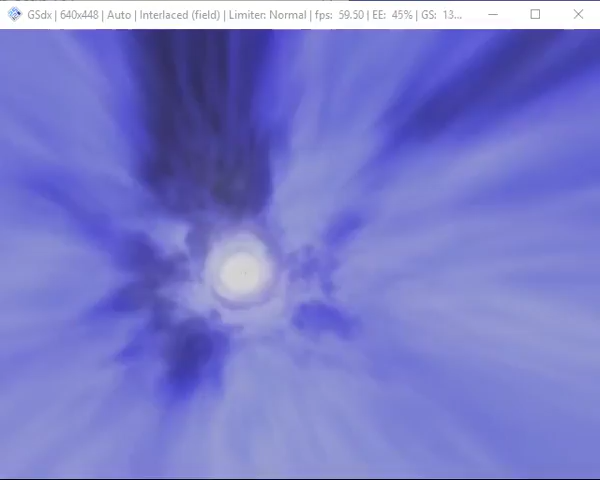 GSdx | 640x448 | Auto | Interlaced (field) | Limiter: Normal | fps: 59.50 | EE: 45% | GS: 13...